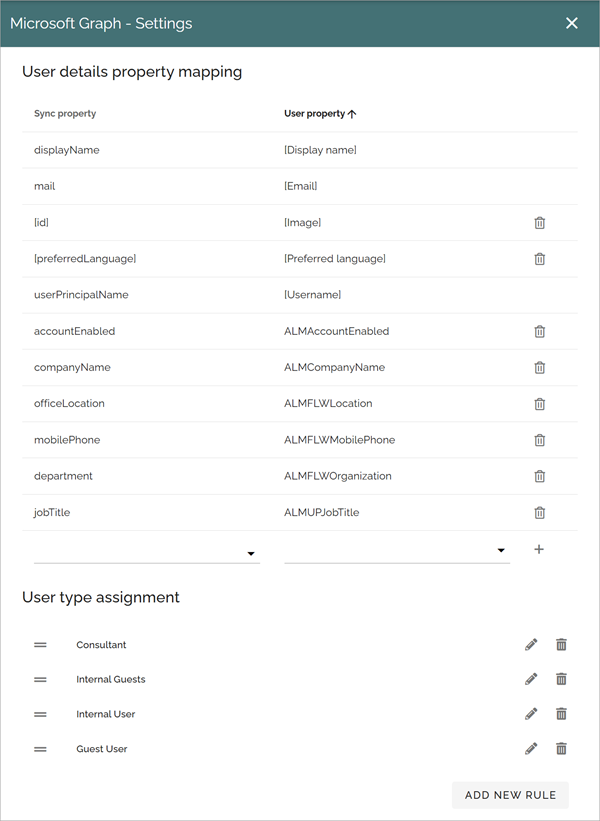 Microsoft Graph - Settings
User details property mapping
Sync property User property
displayName [Display name]
mail [Email]
[id] [Image]
[preferredLanguage] [Preferred language]
userPrincipalName [Username]
accountEnabled ALMAccountEnabled
companyName ALMCompanyName
officeLocation ALMFLWLocation
mobilePhone ALMFLWMobilePhone
department ALMFLWOrganization
jobTitle ALMUPJobTitle
User type assignment
Consultant
Internal Guests
Internal User
Guest User
ADD NEW RULE